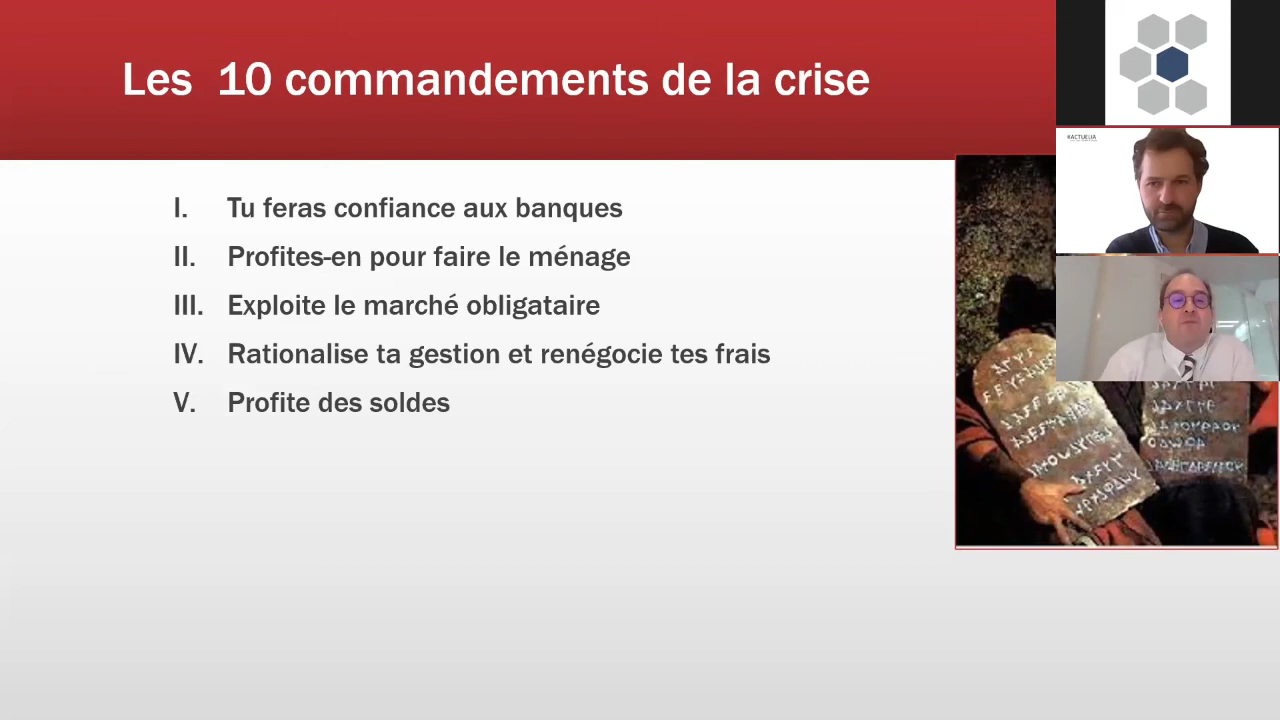 Les 10 commandements de la crise
I. Tu feras confiance aux banques
II. Profites-en pour faire le ménage
III. Exploite le marché obligataire
IV. Rationalise ta gestion et renégocie tes frais
V. Profite des soldes
#ACTUELIA